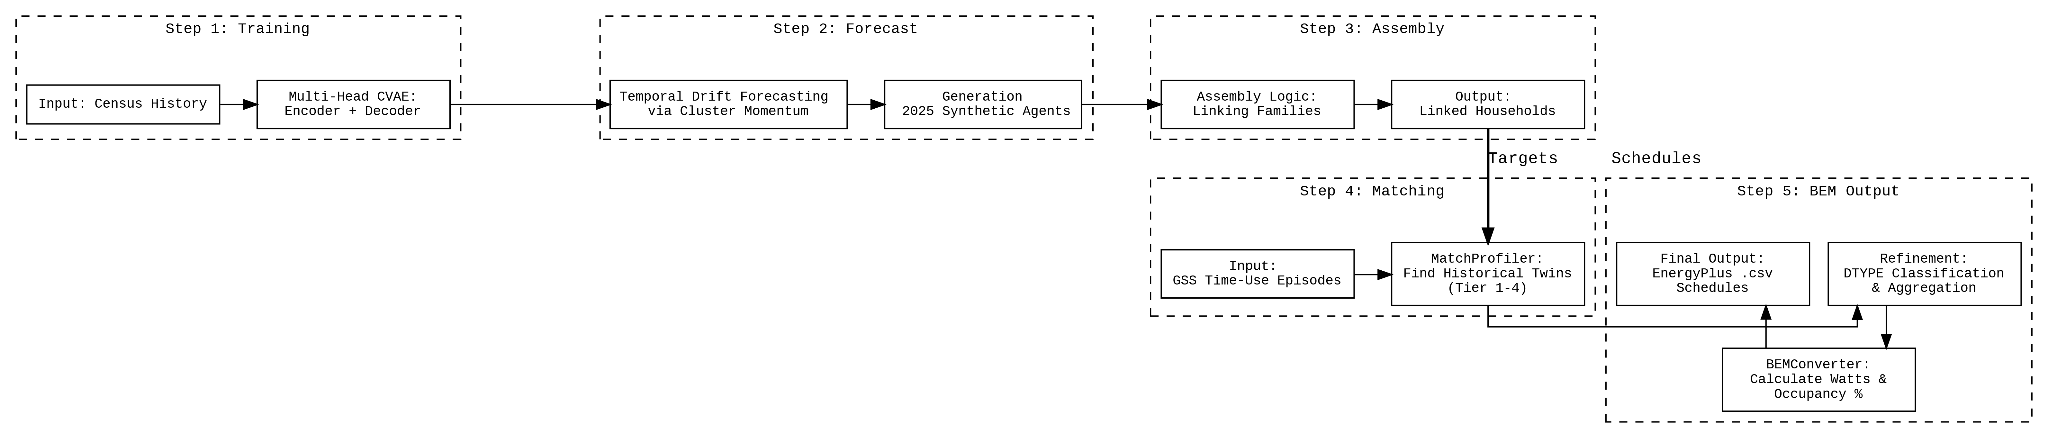 Step 1: Training
Input: Census History
Multi-Head CVAE:
Encoder + Decoder
Step 2: Forecast
Temporal Drift Forecasting
via Cluster Momentum
Generation
2025 Synthetic Agents
Step 3: Assembly
Assembly Logic:
Linking Families
Output:
Linked Households
Targets
Schedules
Step 4: Matching
Input:
GSS Time-Use Episodes
MatchProfiler:
Find Historical Twins
(Tier 1-4)
Step 5: BEM Output
Final Output:
EnergyPlus .csv
Schedules
Refinement:
DTYPE Classification
& Aggregation
BEMConverter:
Calculate Watts &
Occupancy %